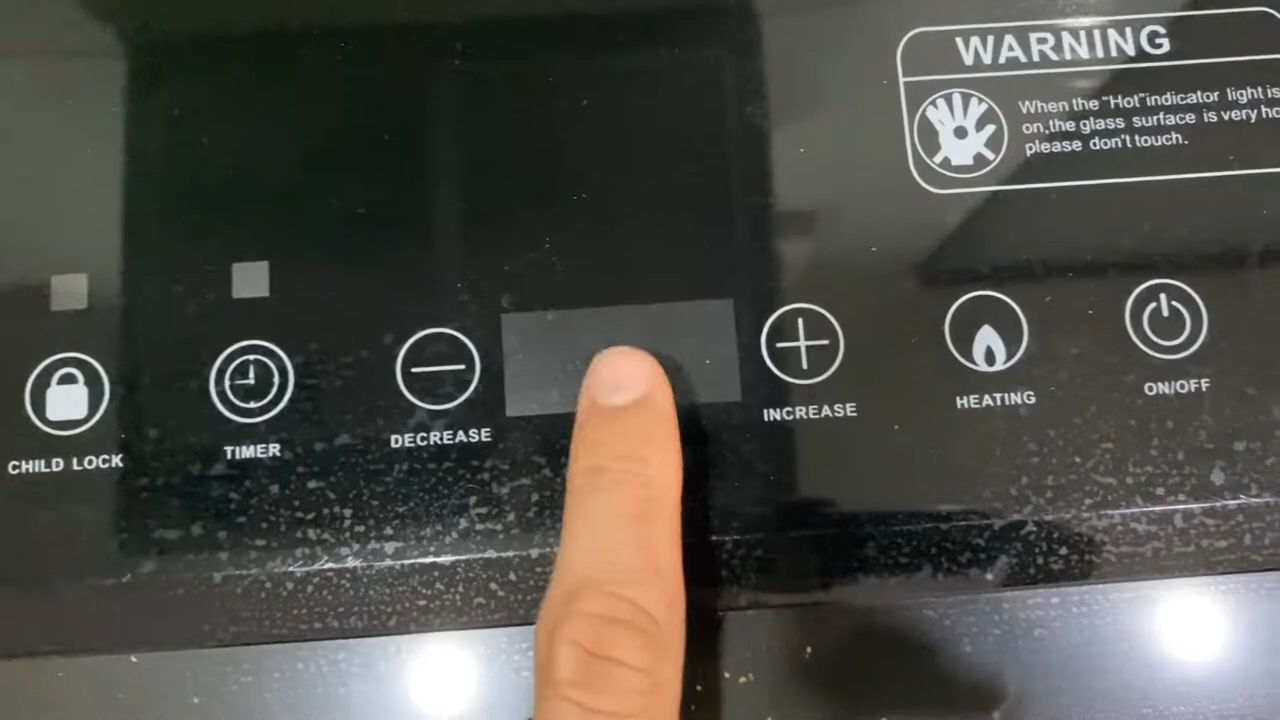 WARNING
When the "Hot"indicator light is
on,the glass surface is very
please don't touch.
CHILD LOCK
TIMER
DECREASE
INCREASE
HEATING
ON/OFF